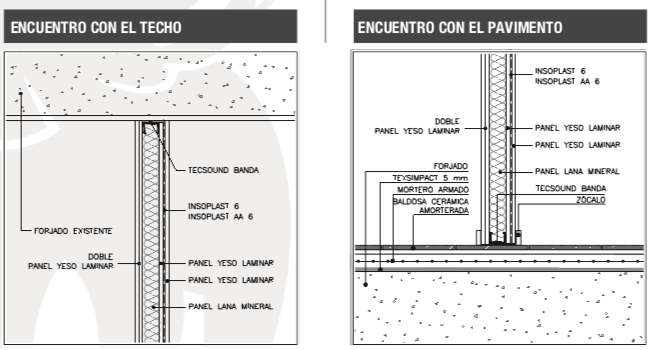 ENCUENTRO CON EL TECHO
TECSOUND BANDA
INSOPLAST 6
INSOPLAST AA 6
FORJADO EXISTENTE
DOBLE
PANEL YESO LAMINAR
PANEL YESO LAMINAR
PANEL YESO LAMINAR
PANEL LANA MINERAL
ENCUENTRO CON EL PAVIMENTO
INSOPLAST 6
INSOPLAST AA 6
DOBLE
PANEL YESO LAMINAR
PANEL YESO LAMINAR
PANEL YESO LAMINAR
FORJADO
PANEL LANA MINERAL
TEXSIMPACT 5 mm
MORTERO ARMADO
TECSOUND BANDA
BALDOSA CERÁMICA
AMORTERADA
ZÓCALO